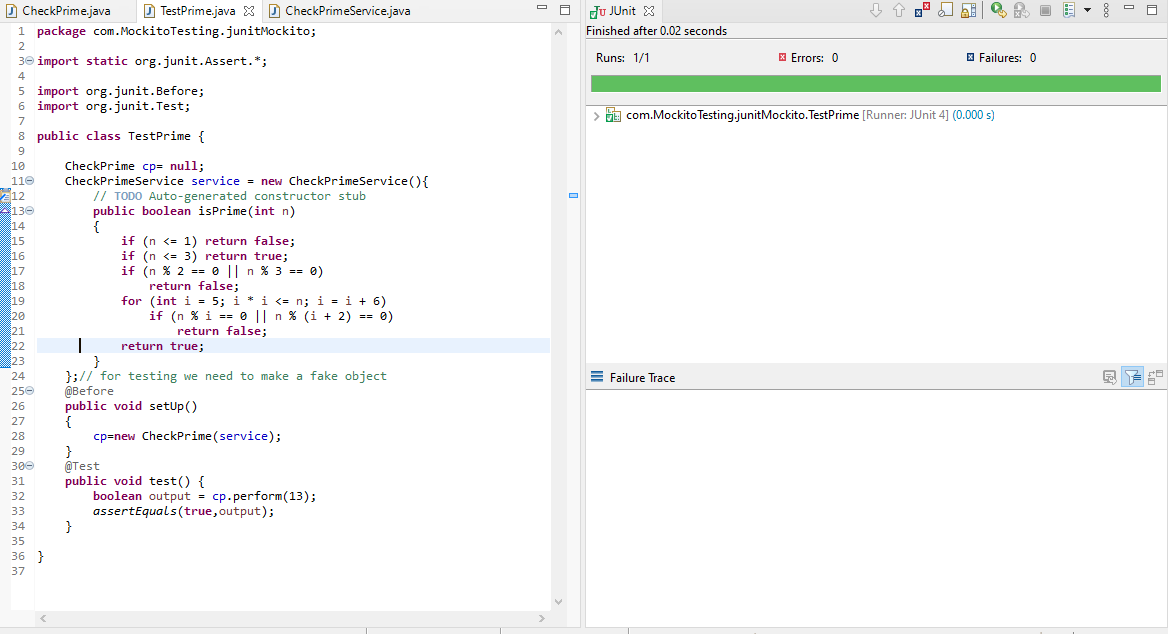 CheckPrime.java
TestPrime.java
CheckPrimeService.java
1 package com.MockitoTesting.junitMockito;
2
3 import static org.junit.Assert.*;
4
5 import org.junit.Before;
6 import org.junit.Test;
7
8 public class TestPrime {
9
10     CheckPrime cp= null;
11     CheckPrimeService service = new CheckPrimeService(){
12         // TODO Auto-generated constructor stub
13         public boolean isPrime(int n)
14         {
15             if (n <= 1) return false;
16             if (n <= 3) return true;
17             if (n % 2 == 0 || n % 3 == 0)
18                 return false;
19             for (int i = 5; i * i <= n; i = i + 6)
20                 if (n % i == 0 || n % (i + 2) == 0)
21                     return false;
22             return true;
23         }
24     };// for testing we need to make a fake object
25     @Before
26     public void setUp()
27     {
28         cp=new CheckPrime(service);
29     }
30     @Test
31     public void test() {
32         boolean output = cp.perform(13);
33         assertEquals(true,output);
34     }
35
36 }
37
JUnit
Finished after 0.02 seconds
Runs: 1/1 Errors: 0 Failures: 0
com.MockitoTesting.junitMockito.TestPrime [Runner: JUnit 4] (0.000 s)
Failure Trace